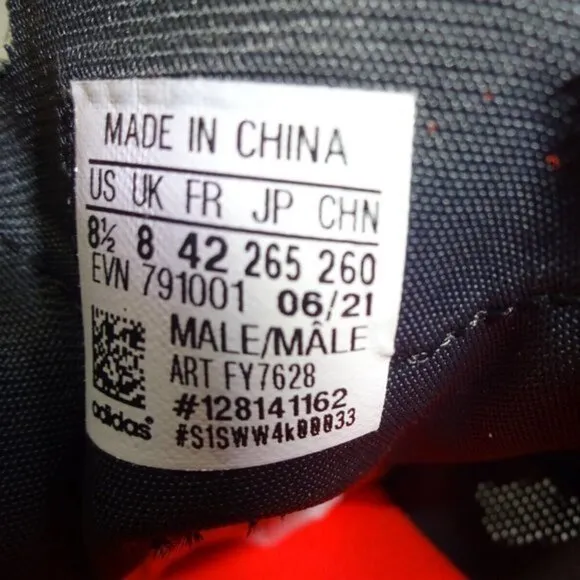 MADE IN CHINA
US UK FR JP CHN
8½ 8 42 265 260
EVN 791001 06/21
MALE/MÂLE
ART FY7628
#128141162
#S1SWW4k00033
adidas